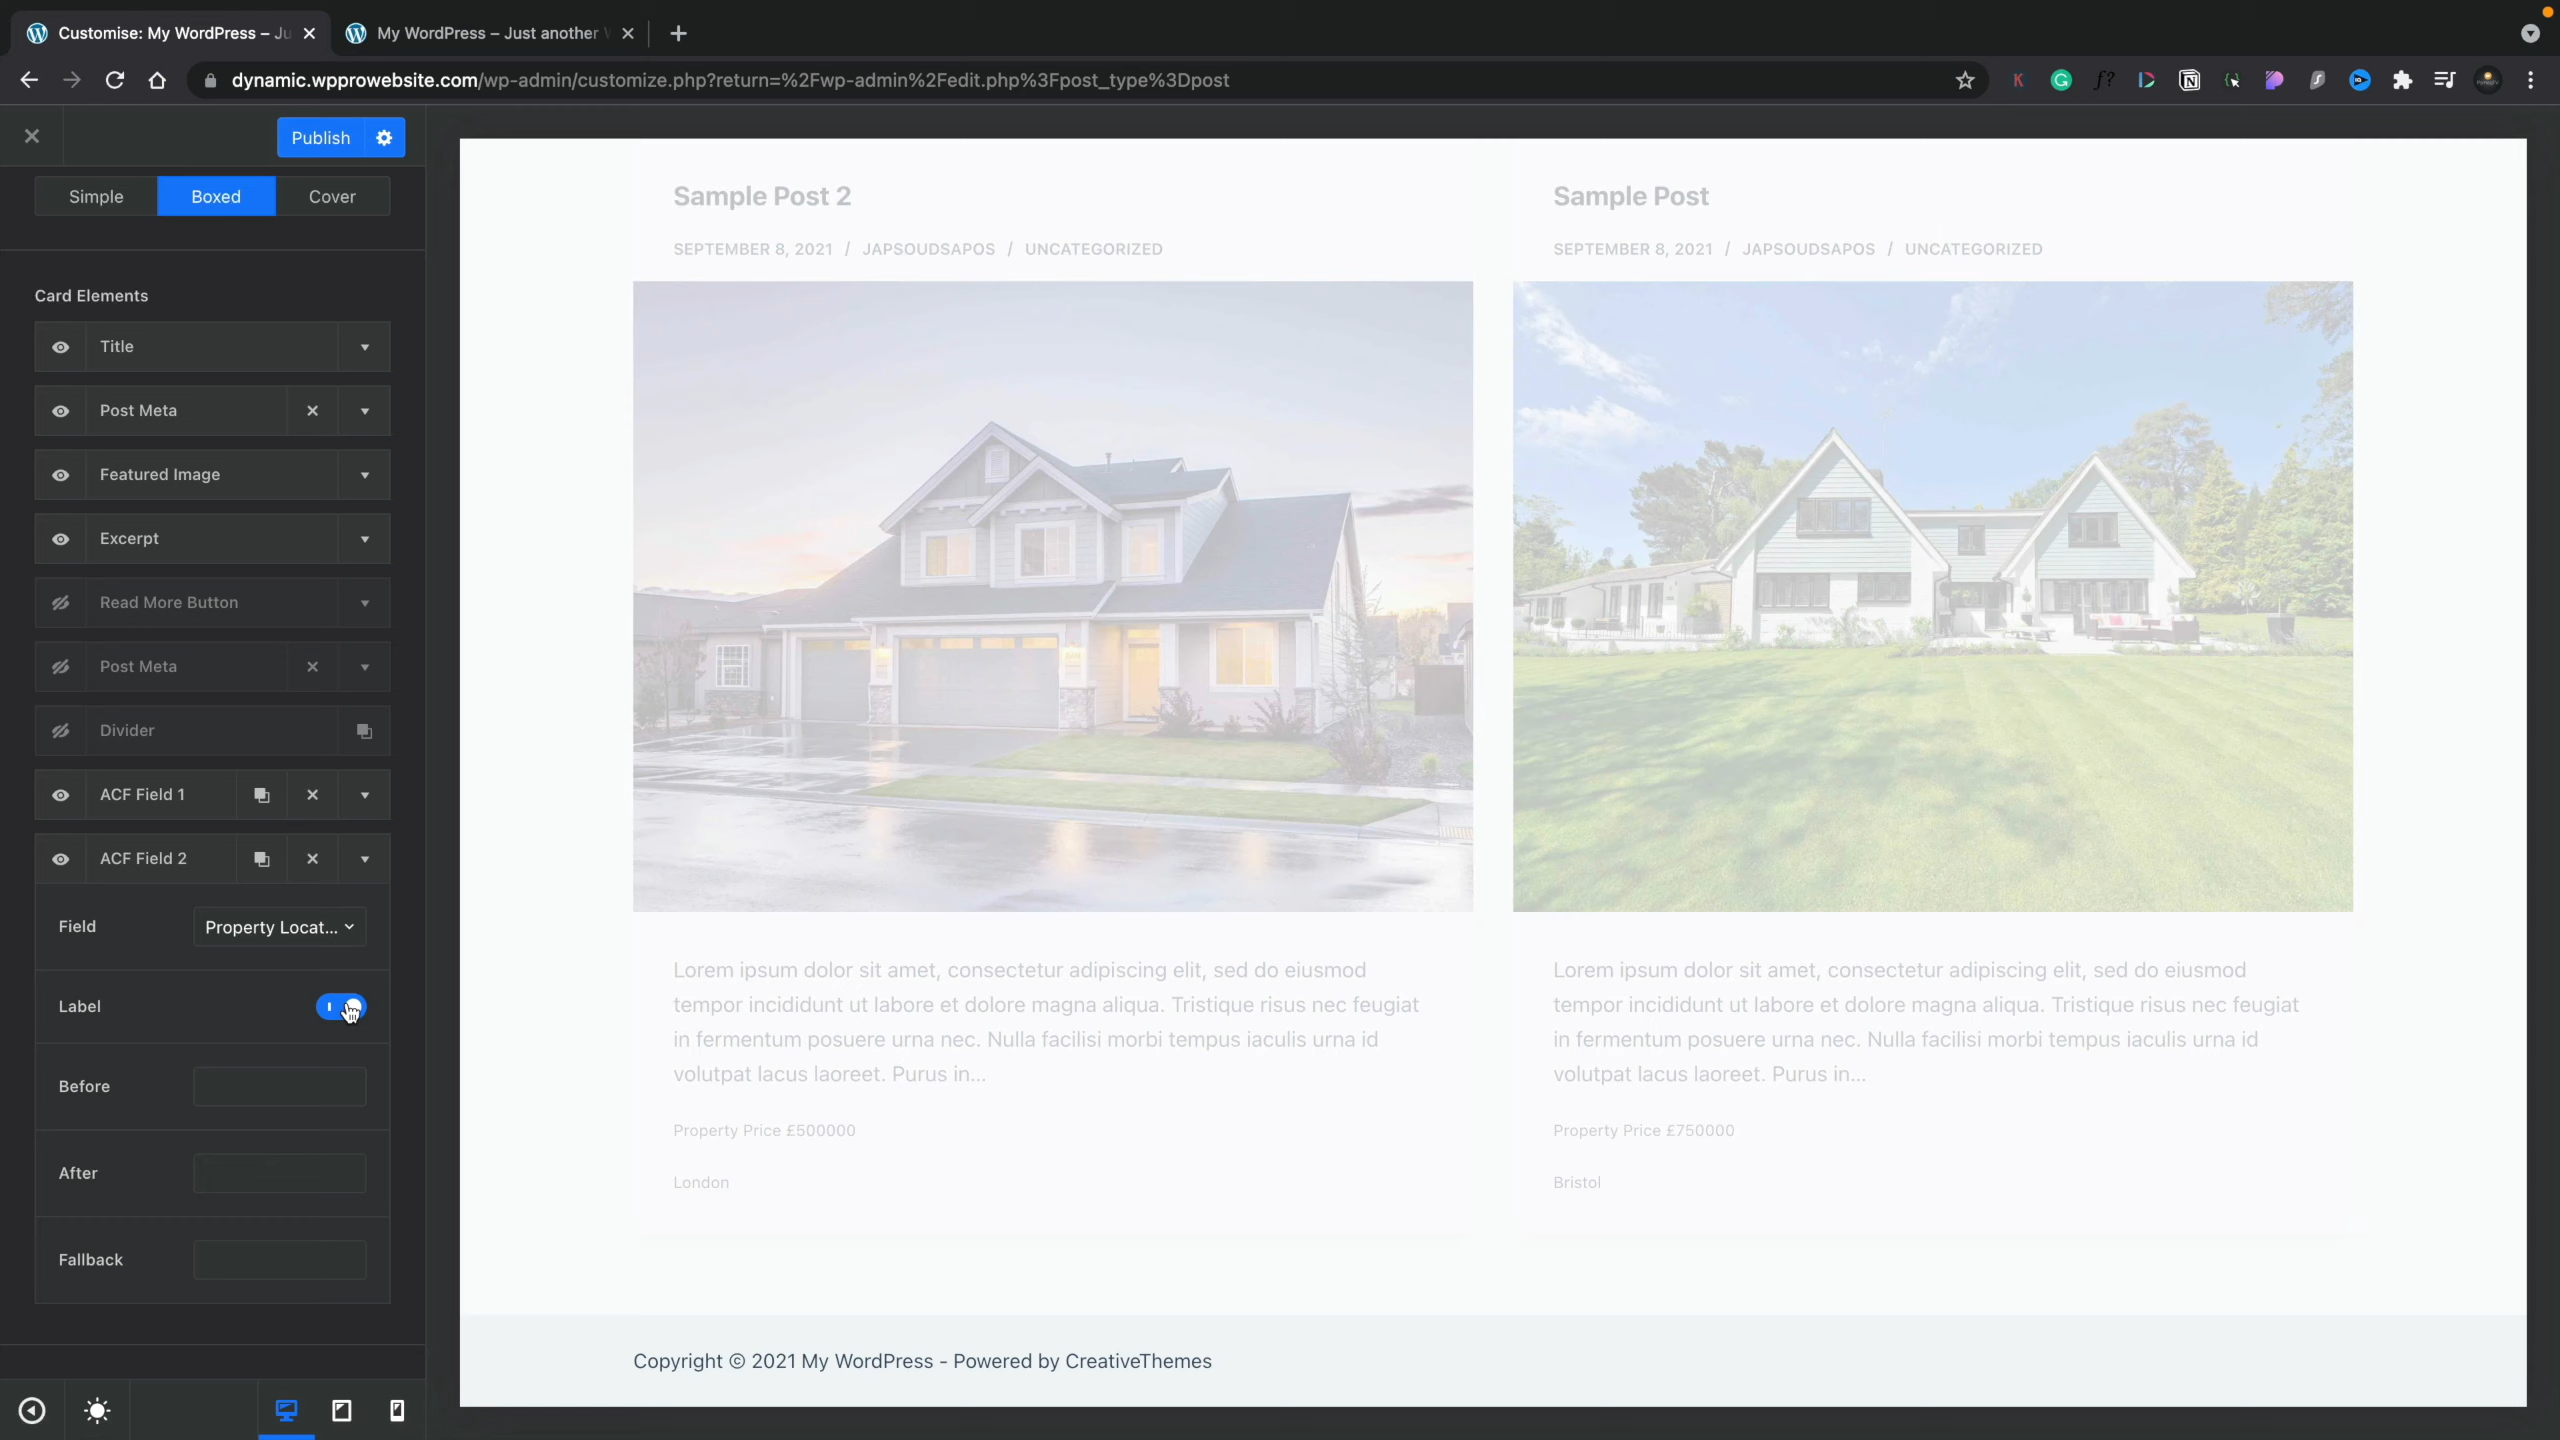 Customise: My WordPress – Ju
My WordPress – Just another W
dynamic.wpprowebsite.com/wp-admin/customize.php?return=%2Fwp-admin%2Fedit.php%3Fpost_type%3Dpost
Publish
Simple
Boxed
Cover
Card Elements
Title
Post Meta
Featured Image
Excerpt
Read More Button
Post Meta
Divider
ACF Field 1
ACF Field 2
Field
Property Locat...
Label
Before
After
Fallback
Sample Post 2
SEPTEMBER 8, 2021 / JAPSOUDSAPOS / UNCATEGORIZED
Lorem ipsum dolor sit amet, consectetur adipiscing elit, sed do eiusmod
tempor incididunt ut labore et dolore magna aliqua. Tristique risus nec feugiat
in fermentum posuere urna nec. Nulla facilisi morbi tempus iaculis urna id
volutpat lacus laoreet. Purus in…
Property Price £500000
London
Sample Post
SEPTEMBER 8, 2021 / JAPSOUDSAPOS / UNCATEGORIZED
Lorem ipsum dolor sit amet, consectetur adipiscing elit, sed do eiusmod
tempor incididunt ut labore et dolore magna aliqua. Tristique risus nec feugiat
in fermentum posuere urna nec. Nulla facilisi morbi tempus iaculis urna id
volutpat lacus laoreet. Purus in…
Property Price £750000
Bristol
Copyright © 2021 My WordPress - Powered by CreativeThemes